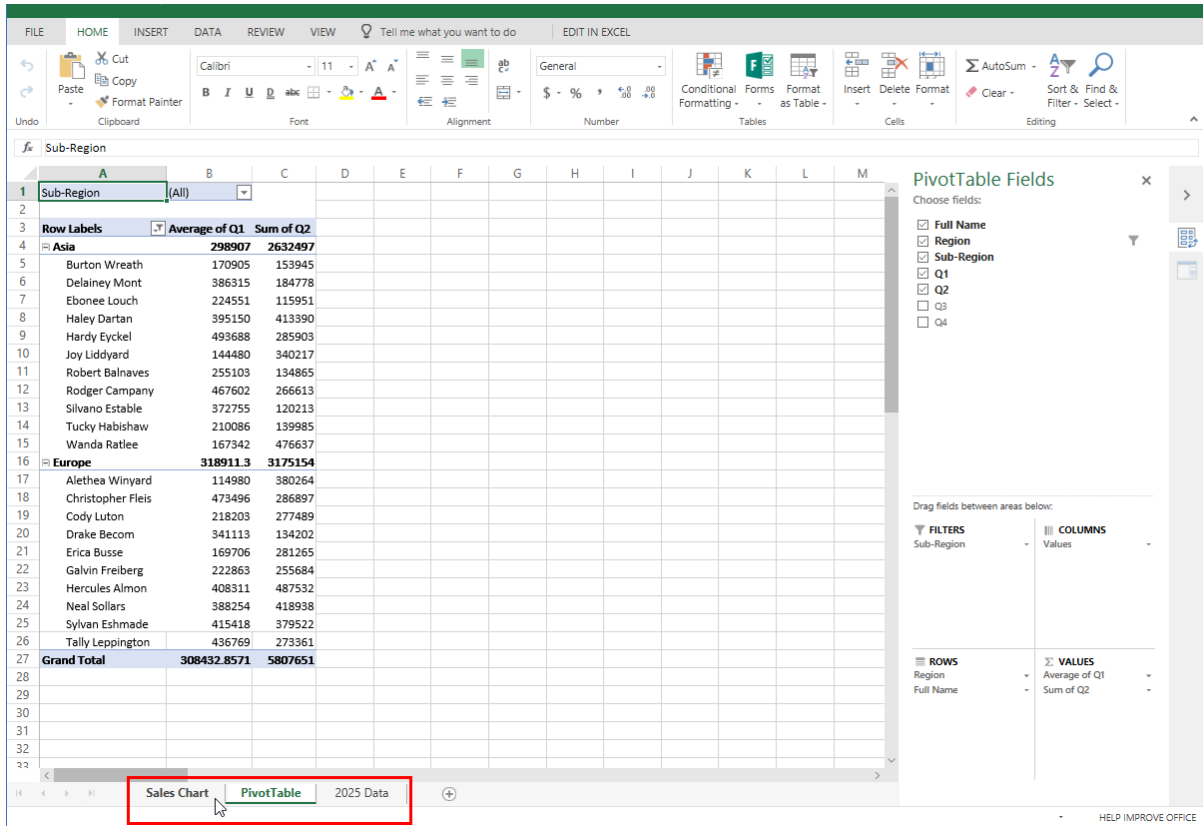 FILE HOME INSERT DATA REVIEW VIEW Tell me what you want to do EDIT IN EXCEL
Cut
Copy
Format Painter
Paste
Calibri 11 A A
B I U D abc A
ab
General
$ % , .00 .0 .00
Conditional Formatting Forms Format as Table
Insert Delete Format
Σ AutoSum
Clear
Sort & Filter Find & Select
Undo Clipboard Font Alignment Number Tables Cells Editing
fx Sub-Region
A B C D E F G H I J K L M
1 Sub-Region (All)
2
3 Row Labels Average of Q1 Sum of Q2
4 Asia 298907 2632497
5 Burton Wreath 170905 153945
6 Delainey Mont 386315 184778
7 Ebonee Louch 224551 115951
8 Haley Dartan 395150 413390
9 Hardy Eyckel 493688 285903
10 Joy Liddyard 144480 340217
11 Robert Balnaves 255103 134865
12 Rodger Campany 467602 266613
13 Silvano Estable 372755 120213
14 Tucky Habishaw 210086 139985
15 Wanda Ratlee 167342 476637
16 Europe 318911.3 3175154
17 Alethea Winyard 114980 380264
18 Christopher Fleis 473496 286897
19 Cody Luton 218203 277489
20 Drake Becom 341113 134202
21 Erica Busse 169706 281265
22 Galvin Freiberg 222863 255684
23 Hercules Almon 408311 487532
24 Neal Sollars 388254 418938
25 Sylvan Eshmade 415418 379522
26 Tally Leppington 436769 273361
27 Grand Total 308432.8571 5807651
28
29
30
31
32
33
PivotTable Fields
Choose fields:
Full Name
Region
Sub-Region
Q1
Q2
Q3
Q4
Drag fields between areas below:
FILTERS COLUMNS
Sub-Region Values
ROWS Σ VALUES
Region Average of Q1
Full Name Sum of Q2
Sales Chart PivotTable 2025 Data
HELP IMPROVE OFFICE